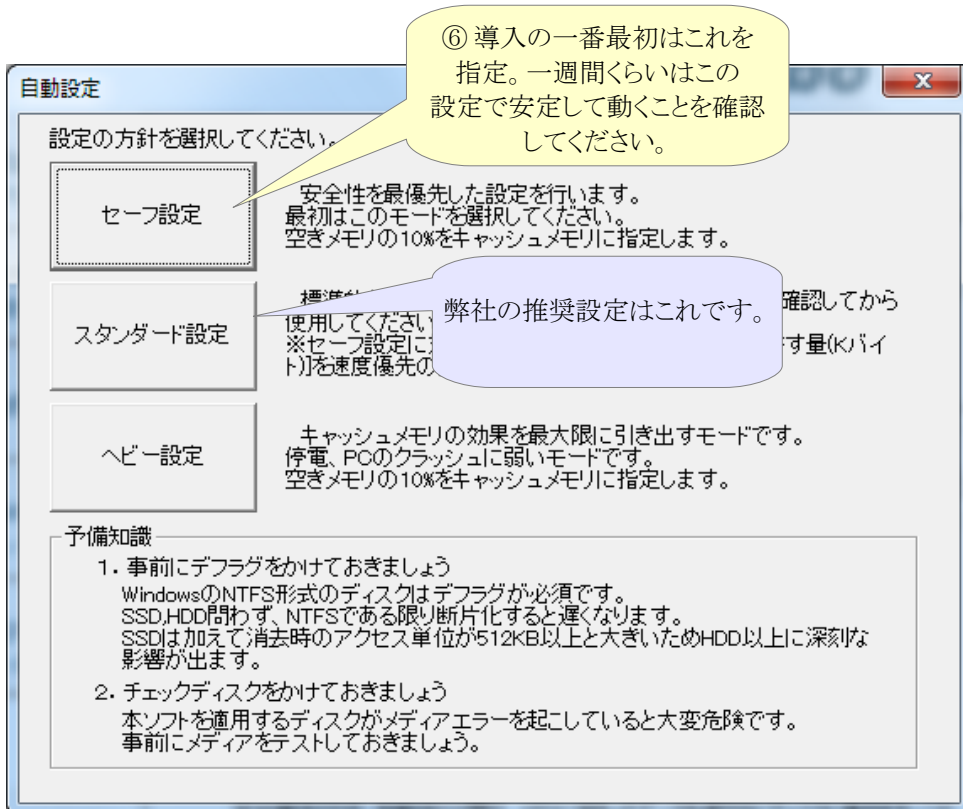 ⑥ 導入の一番最初はこれを
指定。一週間くらいはこの
設定で安定して動くことを確認
してください。
自動設定
設定の方針を選択してください。
セーフ設定
安全性を最優先した設定を行います。
最初はこのモードを選択してください。
空きメモリの10%をキャッシュメモリに指定します。
弊社の推奨設定はこれです。
スタンダード設定
確認してから
使用してください
※セーフ設定に
す量(Kバイ
ト)]を速度優先の
ヘビー設定
キャッシュメモリの効果を最大限に引き出すモードです。
停電、PCのクラッシュに弱いモードです。
空きメモリの10%をキャッシュメモリに指定します。
予備知識
1. 事前にデフラグをかけておきましょう
WindowsのNTFS形式のディスクはデフラグが必須です。
SSD,HDD問わず、NTFSである限り断片化すると遅くなります。
SSDは加えて消去時のアクセス単位が512KB以上と大きいためHDD以上に深刻な
影響が出ます。
2. チェックディスクをかけておきましょう
本ソフトを適用するディスクがメディアエラーを起こしていると大変危険です。
事前にメディアをテストしておきましょう。